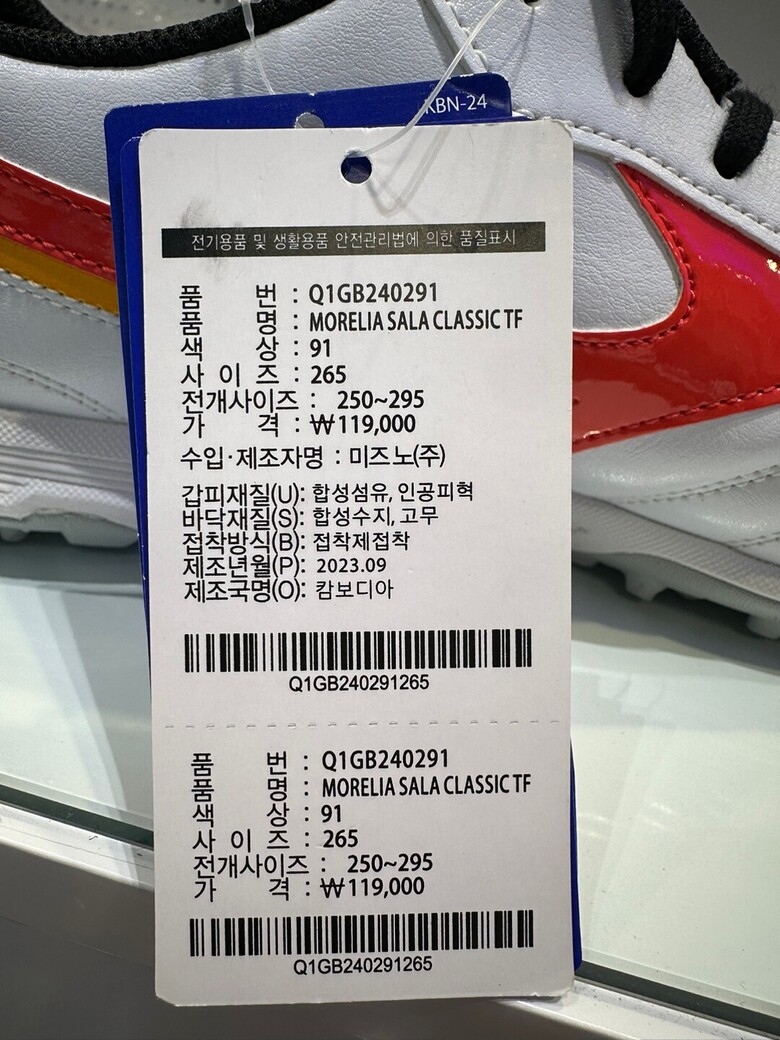 KBN-24
전기용품 및 생활용품 안전관리법에 의한 품질표시
품 번 : Q1GB240291
품 명 : MORELIA SALA CLASSIC TF
색 상 : 91
사 이 즈 : 265
전개사이즈 : 250~295
가 격 : ₩119,000
수입·제조자명 : 미즈노(주)
갑피재질(U): 합성섬유, 인공피혁
바닥재질(S): 합성수지, 고무
접착방식(B): 접착제접착
제조년월(P): 2023.09
제조국명(O): 캄보디아
Q1GB240291265
품 번 : Q1GB240291
품 명 : MORELIA SALA CLASSIC TF
색 상 : 91
사 이 즈 : 265
전개사이즈 : 250~295
가 격 : ₩119,000
Q1GB240291265